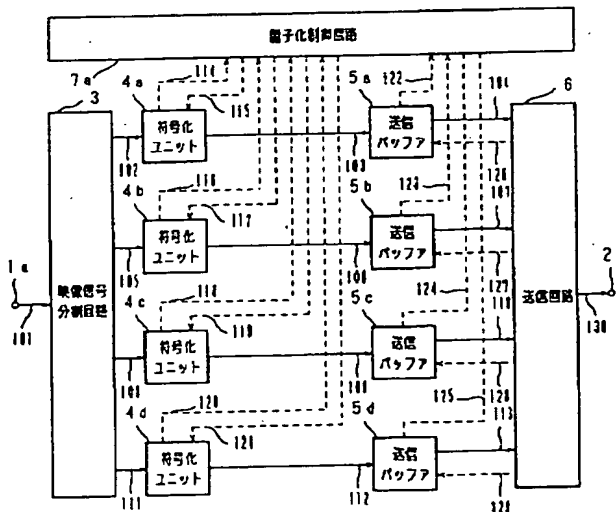 量子化制御回路
7a
3
4a
114
115
5a
122
104
6
符号化
ユニット
送信
バッファ
102
103
126
4b
116
117
5b
123
107
符号化
ユニット
送信
バッファ
1a
2
101
105
106
127
130
映像信号
分割回路
送信回路
4c
118
119
5c
124
110
符号化
ユニット
送信
バッファ
108
109
128
4d
120
121
5d
125
113
符号化
ユニット
送信
バッファ
111
112
129